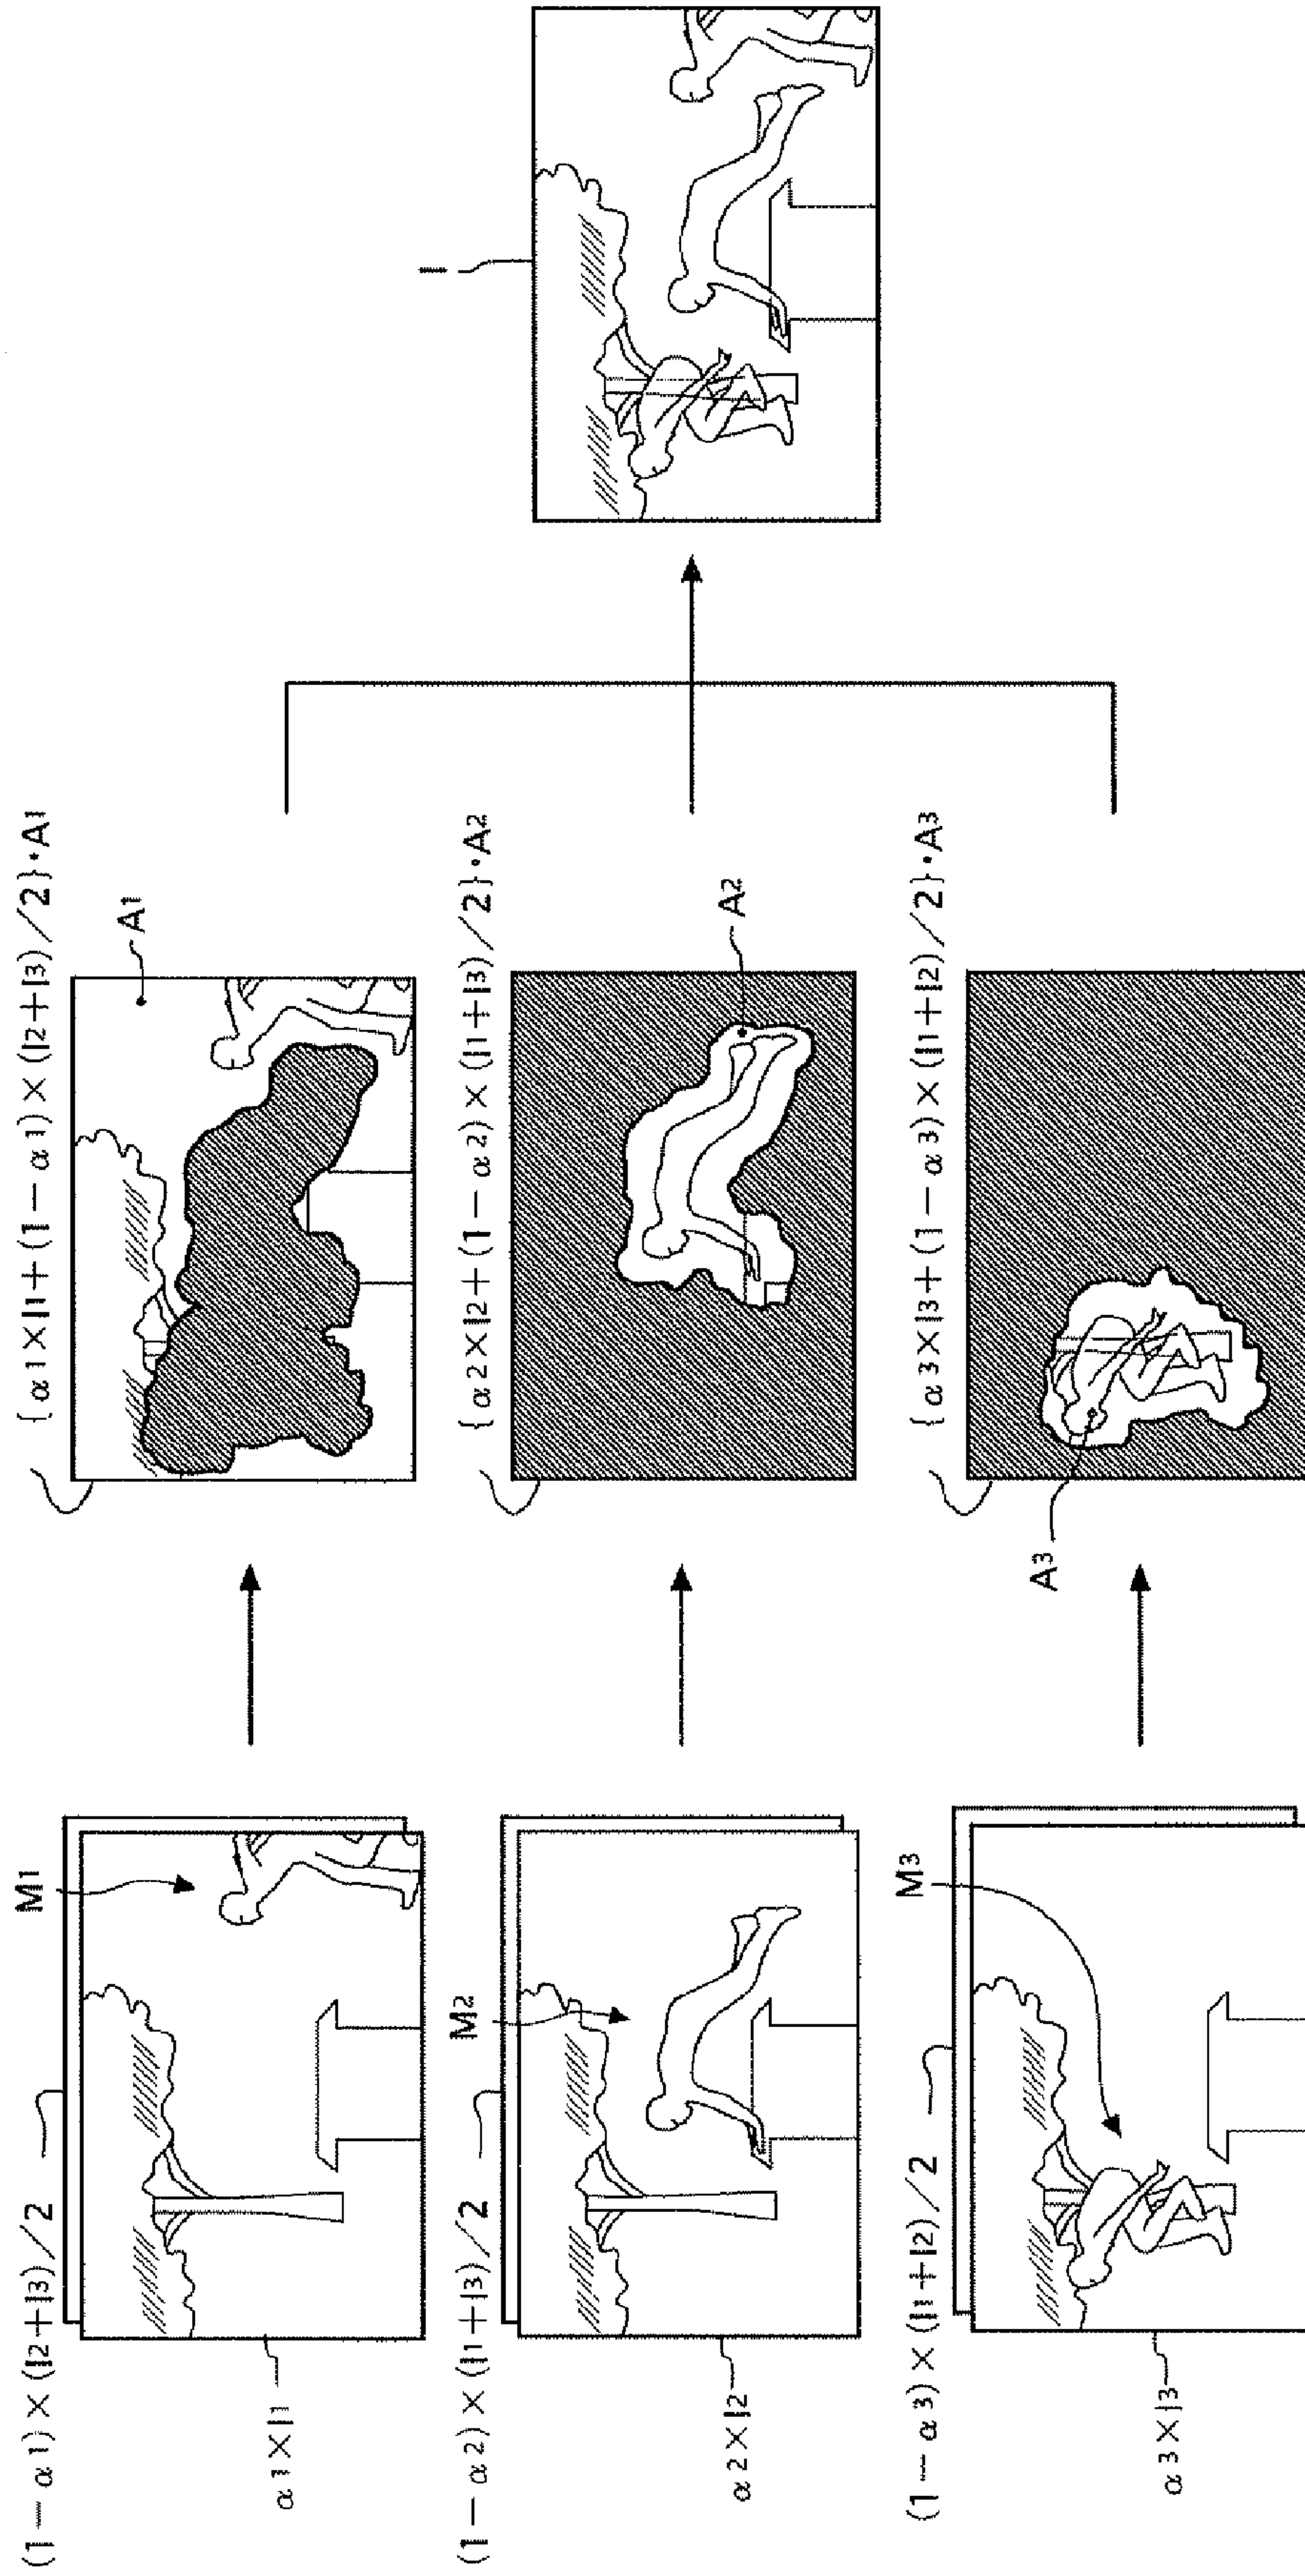 (1－α1)×(I2＋I3)/2
M1
α1×I1
{α1×I1＋(1－α1)×(I2＋I3)/2}・A1
A1
(1－α2)×(I1＋I3)/2
M2
α2×I2
{α2×I2＋(1－α2)×(I1＋I3)/2}・A2
A2
(1－α3)×(I1＋I2)/2
M3
α3×I3
{α3×I3＋(1－α3)×(I1＋I2)/2}・A3
A3
I